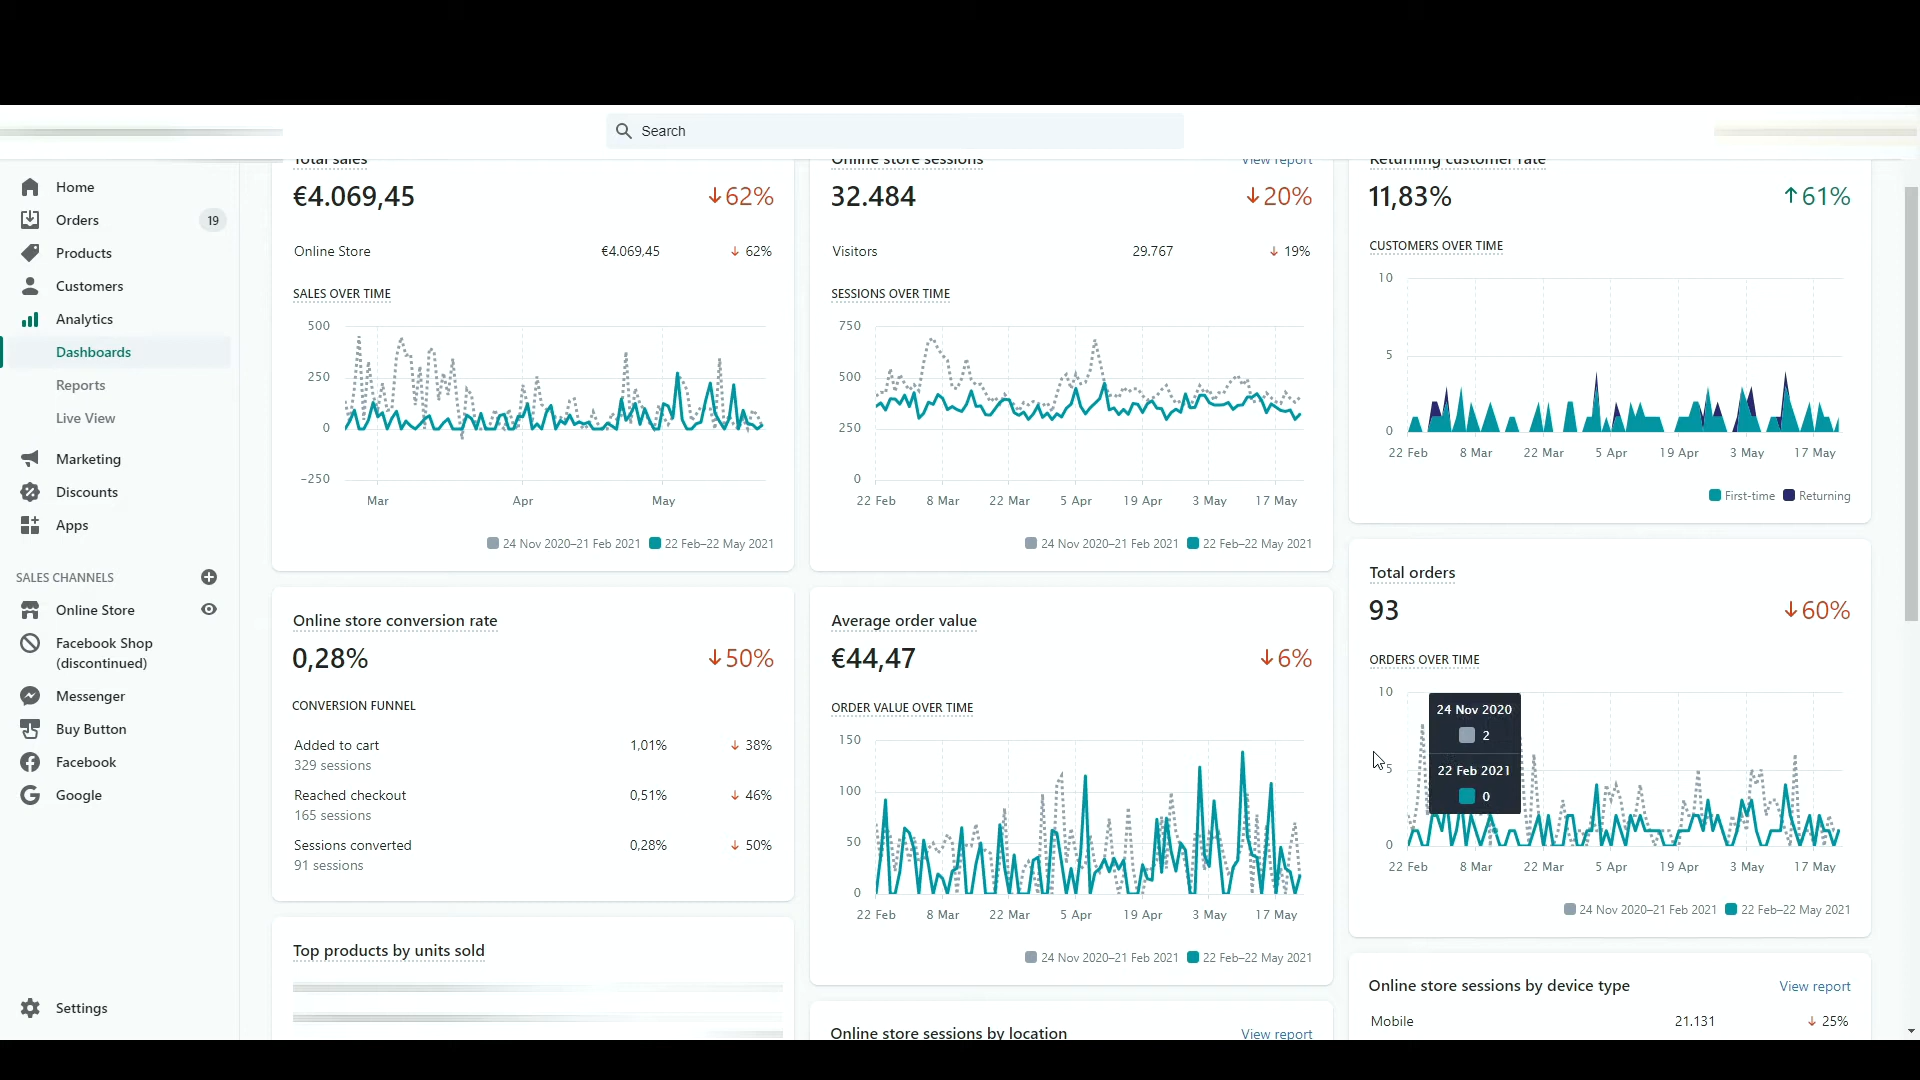 Search
Home
Orders 19
Products
Customers
Analytics
Dashboards
Reports
Live View
Marketing
Discounts
Apps
SALES CHANNELS
Online Store
Facebook Shop
(discontinued)
Messenger
Buy Button
Facebook
Google
Settings
Total sales
€4.069,45 ↓62%
Online Store €4.069,45 ↓ 62%
SALES OVER TIME
500
250
0
-250
Mar Apr May
24 Nov 2020–21 Feb 2021 22 Feb–22 May 2021
Online store conversion rate
0,28% ↓50%
CONVERSION FUNNEL
Added to cart 1,01% ↓ 38%
329 sessions
Reached checkout 0,51% ↓ 46%
165 sessions
Sessions converted 0,28% ↓ 50%
91 sessions
Top products by units sold
Online store sessions View report
32.484 ↓20%
Visitors 29.767 ↓ 19%
SESSIONS OVER TIME
750
500
250
0
22 Feb 8 Mar 22 Mar 5 Apr 19 Apr 3 May 17 May
24 Nov 2020–21 Feb 2021 22 Feb–22 May 2021
Average order value
€44,47 ↓6%
ORDER VALUE OVER TIME
150
100
50
0
22 Feb 8 Mar 22 Mar 5 Apr 19 Apr 3 May 17 May
24 Nov 2020–21 Feb 2021 22 Feb–22 May 2021
Online store sessions by location View report
Returning customer rate
11,83% ↑61%
CUSTOMERS OVER TIME
10
5
0
22 Feb 8 Mar 22 Mar 5 Apr 19 Apr 3 May 17 May
First-time Returning
Total orders
93 ↓60%
ORDERS OVER TIME
10
5
0
24 Nov 2020
2
22 Feb 2021
0
22 Feb 8 Mar 22 Mar 5 Apr 19 Apr 3 May 17 May
24 Nov 2020–21 Feb 2021 22 Feb–22 May 2021
Online store sessions by device type View report
Mobile 21.131 ↓ 25%